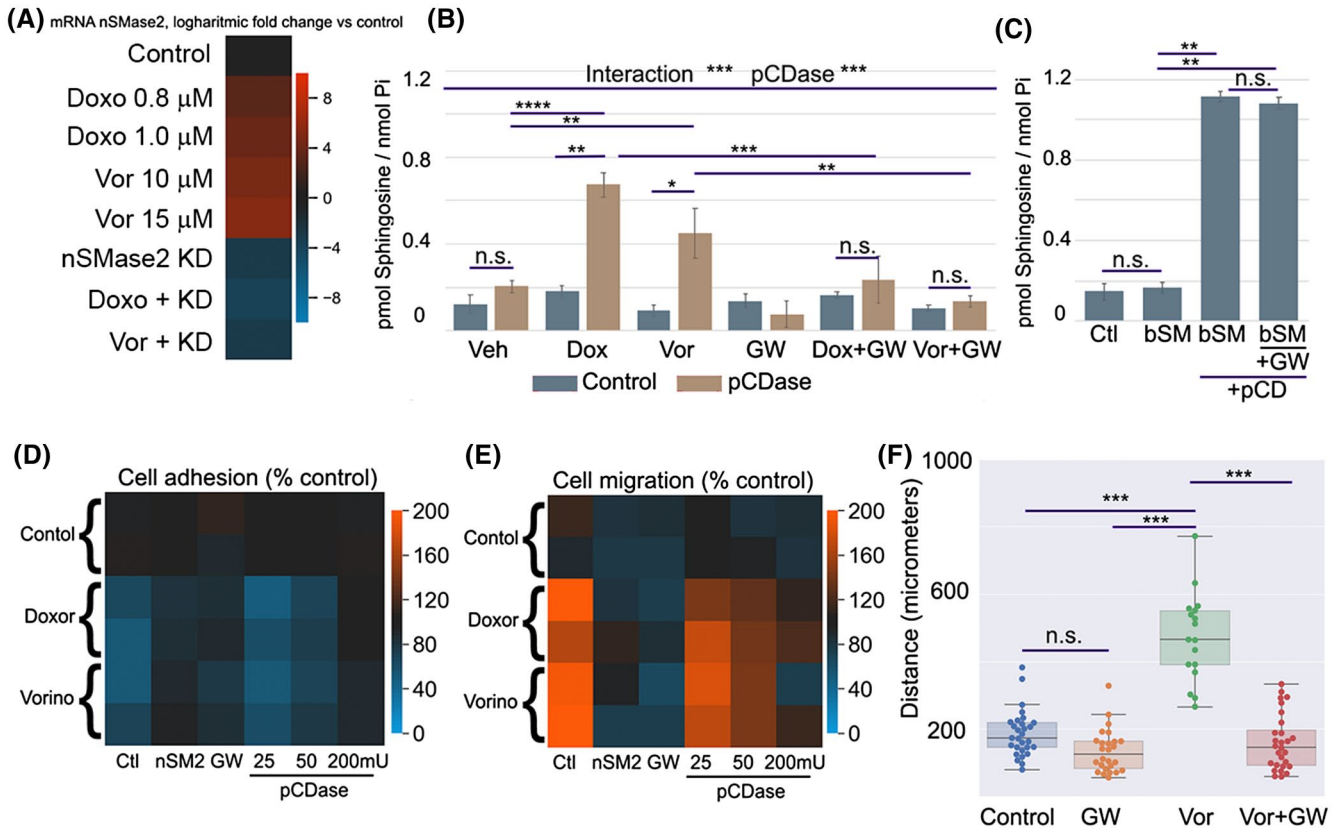 (A) mRNA nSMase2, logharitmic fold change vs control
Control
Doxo 0.8 μM
Doxo 1.0 μM
Vor 10 μM
Vor 15 μM
nSMase2 KD
Doxo + KD
Vor + KD
8
4
0
−4
−8
(B)
pmol Sphingosine / nmol Pi
1.2
0.8
0.4
0
Interaction *** pCDase ***
****
**
** *** 
* **
n.s. n.s. n.s.
Veh Dox Vor GW Dox+GW Vor+GW
Control pCDase
(C)
pmol Sphingosine / nmol Pi
1.2
0.8
0.4
0
**
**
n.s.
n.s.
Ctl bSM bSM bSM
+GW
+pCD
(D)
Cell adhesion (% control)
Contol
Doxor
Vorino
200
160
120
80
40
0
Ctl nSM2 GW 25 50 200mU
pCDase
(E)
Cell migration (% control)
Contol
Doxor
Vorino
200
160
120
80
40
0
Ctl nSM2 GW 25 50 200mU
pCDase
(F)
Distance (micrometers)
1000
600
200
***
***
***
n.s.
Control GW Vor Vor+GW